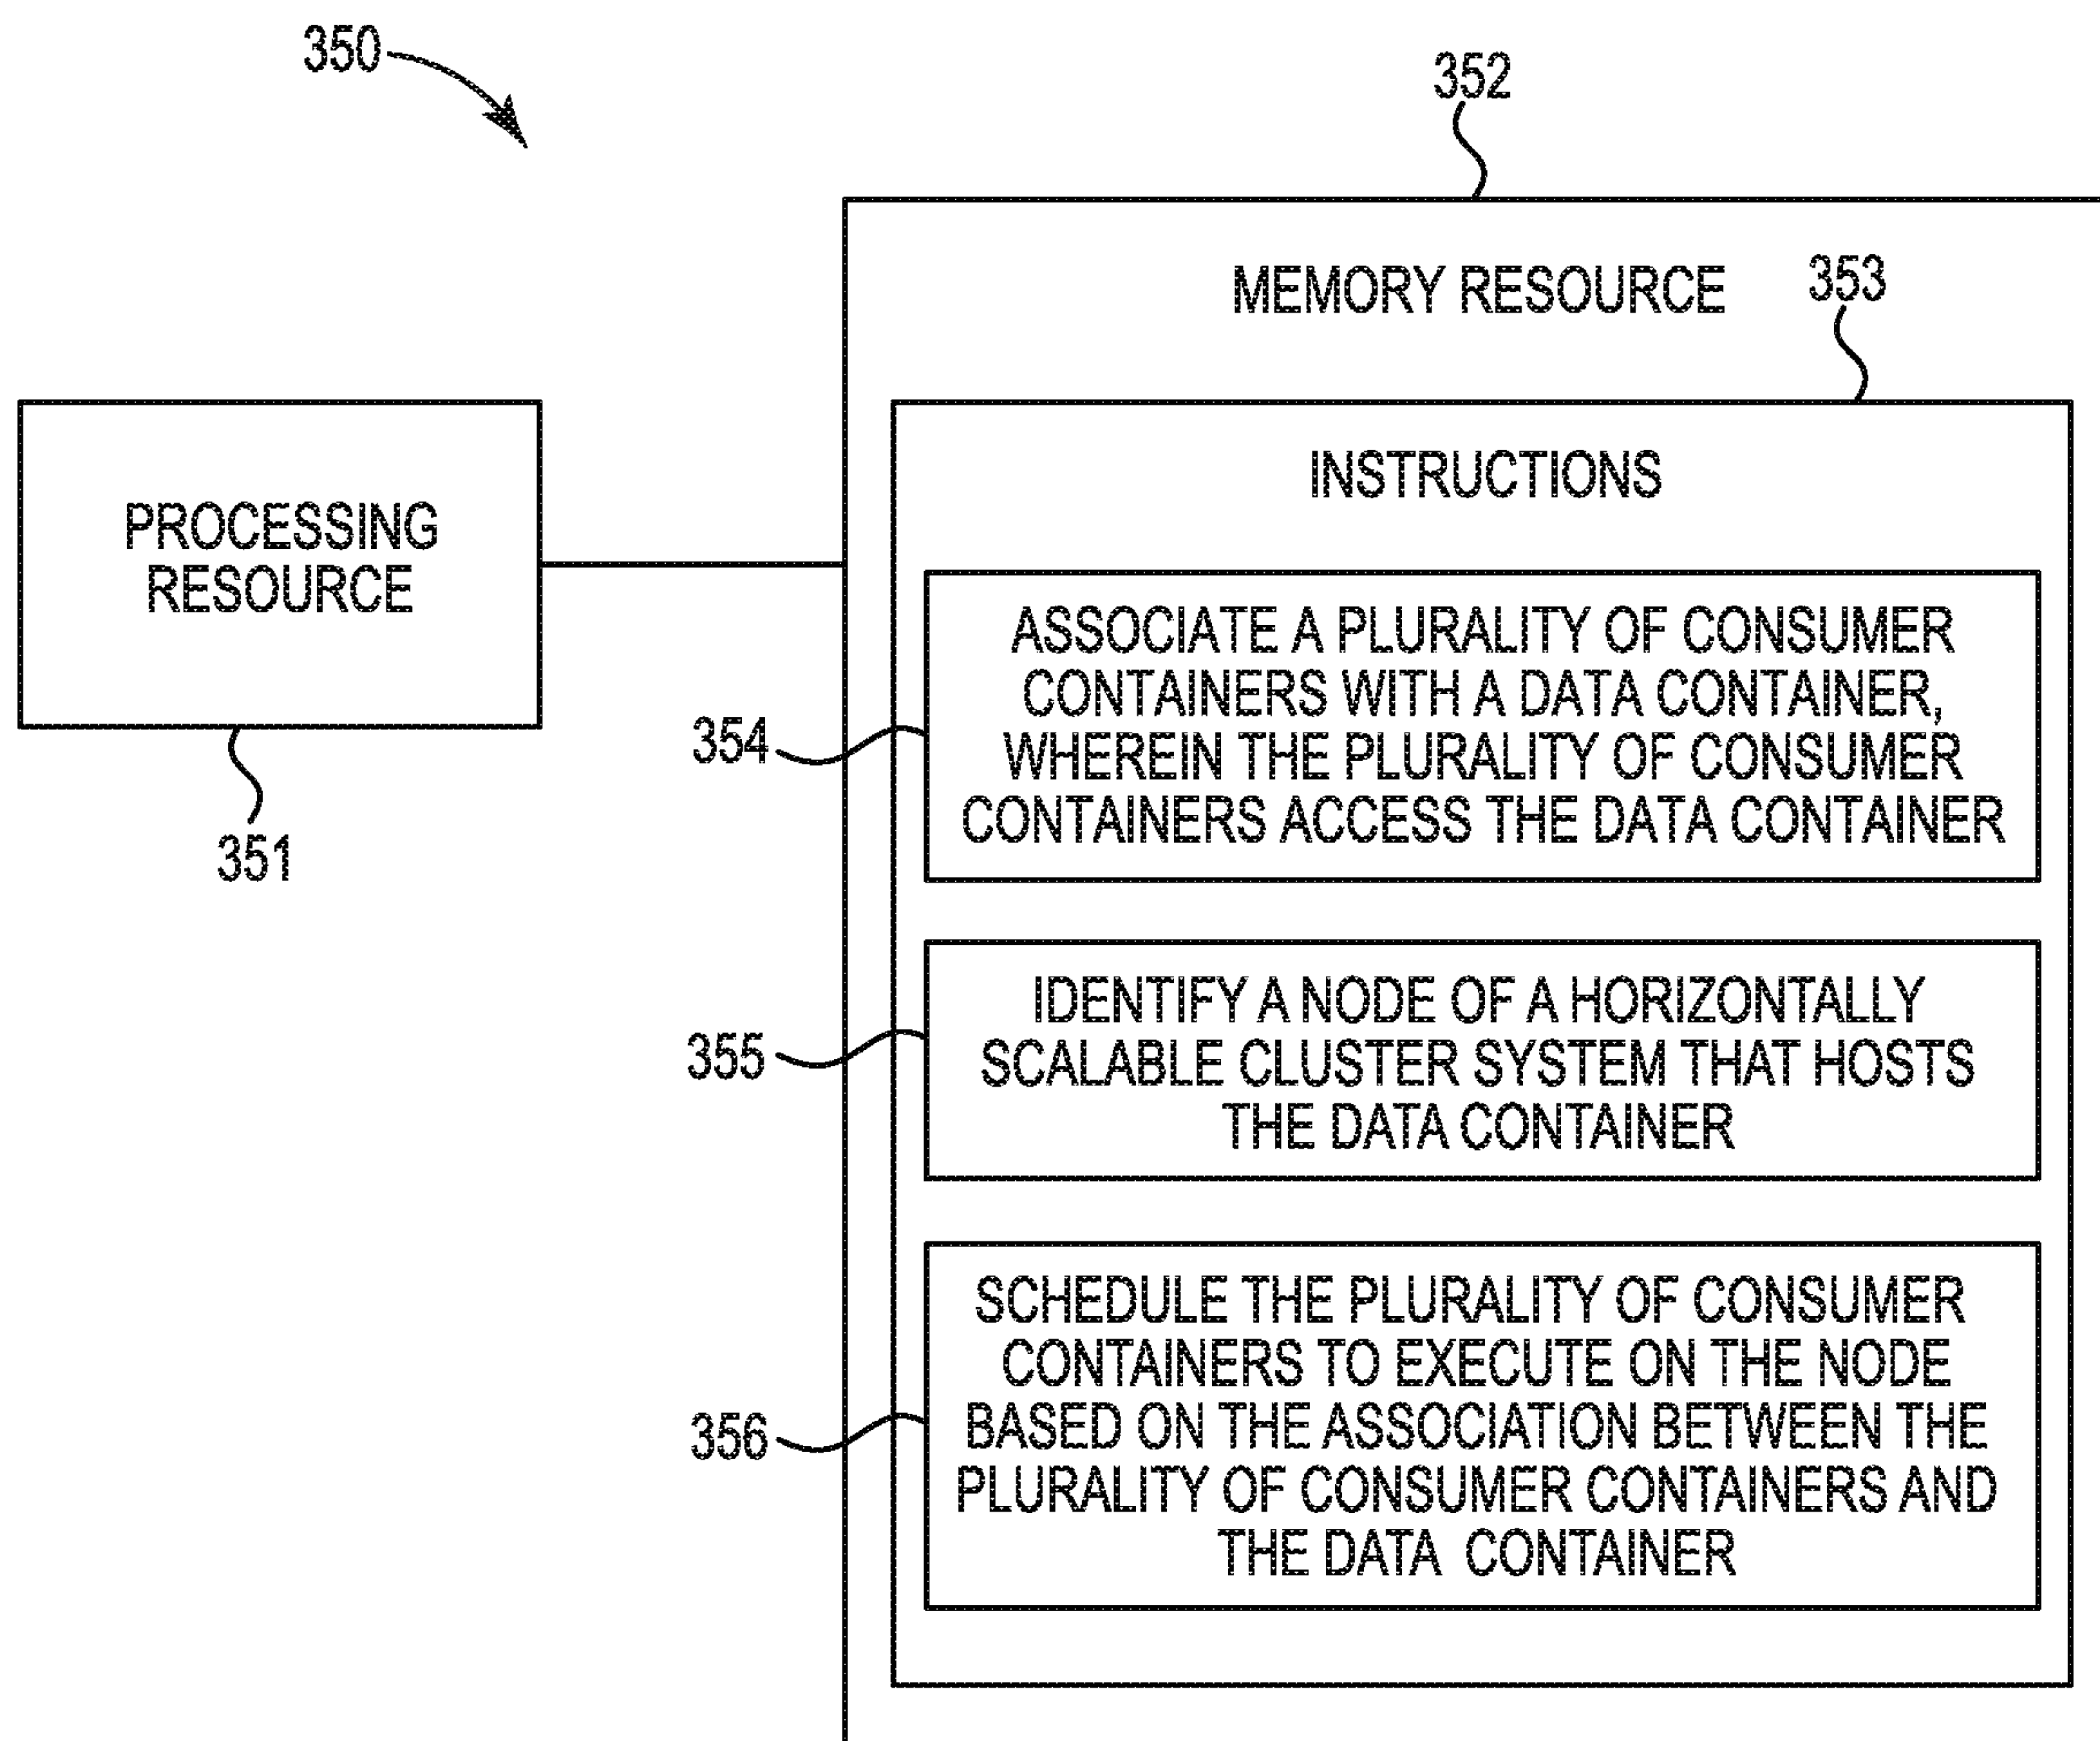 350
352
MEMORY RESOURCE
353
INSTRUCTIONS
PROCESSING
RESOURCE
351
ASSOCIATE A PLURALITY OF CONSUMER
CONTAINERS WITH A DATA CONTAINER,
WHEREIN THE PLURALITY OF CONSUMER
CONTAINERS ACCESS THE DATA CONTAINER
354
IDENTIFY A NODE OF A HORIZONTALLY
SCALABLE CLUSTER SYSTEM THAT HOSTS
THE DATA CONTAINER
355
SCHEDULE THE PLURALITY OF CONSUMER
CONTAINERS TO EXECUTE ON THE NODE
BASED ON THE ASSOCIATION BETWEEN THE
PLURALITY OF CONSUMER CONTAINERS AND
THE DATA CONTAINER
356